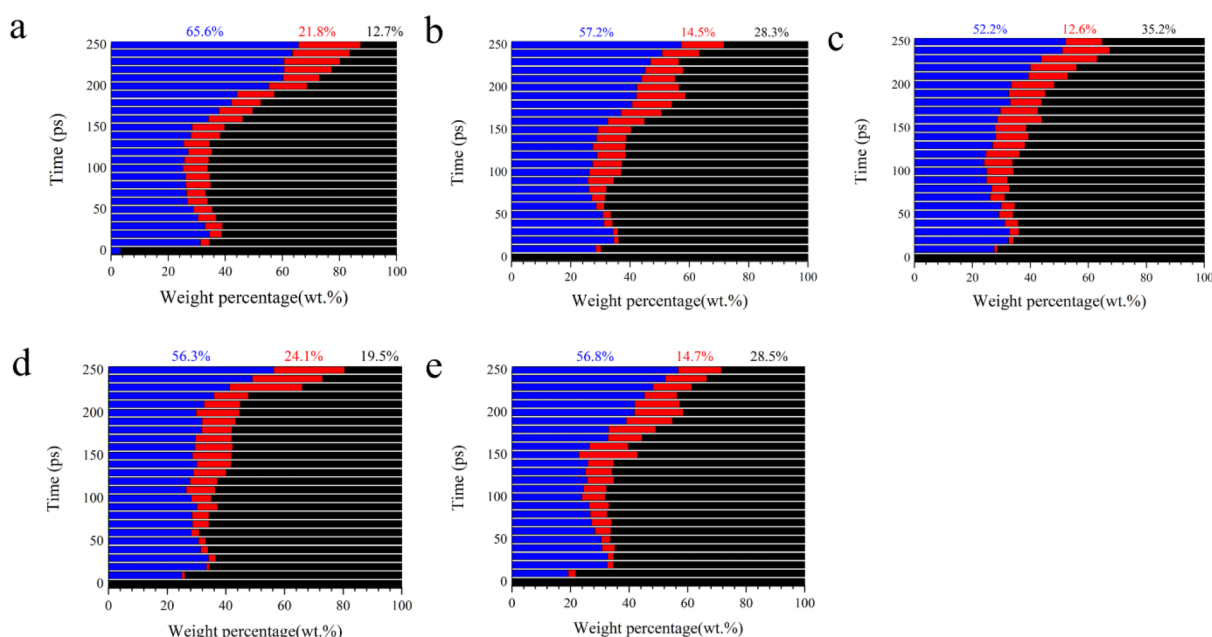 a
65.6% 21.8% 12.7%
250
200
150
100
50
0
Time (ps)
0 20 40 60 80 100
Weight percentage(wt.%)
b
57.2% 14.5% 28.3%
250
200
150
100
50
0
Time (ps)
0 20 40 60 80 100
Weight percentage(wt.%)
c
52.2% 12.6% 35.2%
250
200
150
100
50
0
Time (ps)
0 20 40 60 80 100
Weight percentage(wt.%)
d
56.3% 24.1% 19.5%
250
200
150
100
50
0
Time (ps)
0 20 40 60 80 100
Weight percentage(wt.%)
e
56.8% 14.7% 28.5%
250
200
150
100
50
0
Time (ps)
0 20 40 60 80 100
Weight percentage(wt.%)